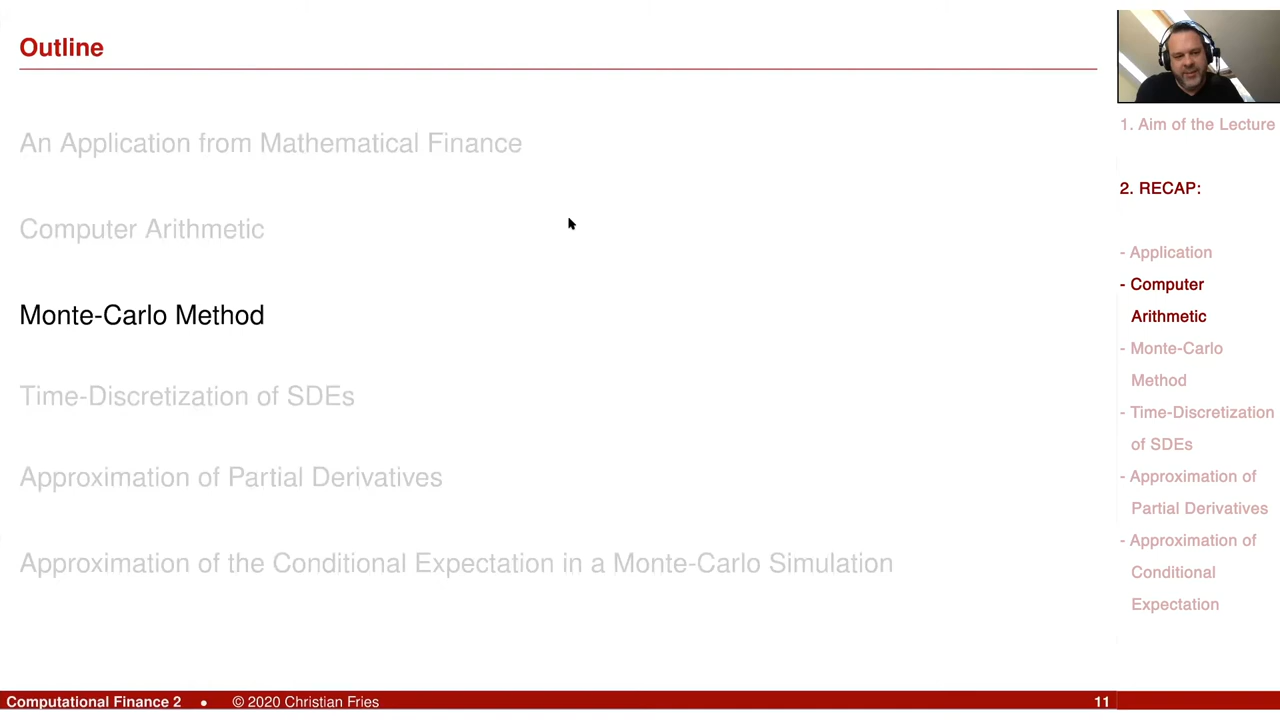 Outline
An Application from Mathematical Finance
Computer Arithmetic
Monte-Carlo Method
Time-Discretization of SDEs
Approximation of Partial Derivatives
Approximation of the Conditional Expectation in a Monte-Carlo Simulation
1. Aim of the Lecture
2. RECAP:
- Application
- Computer
Arithmetic
- Monte-Carlo
Method
- Time-Discretization
of SDEs
- Approximation of
Partial Derivatives
- Approximation of
Conditional
Expectation
Computational Finance 2 • © 2020 Christian Fries 11